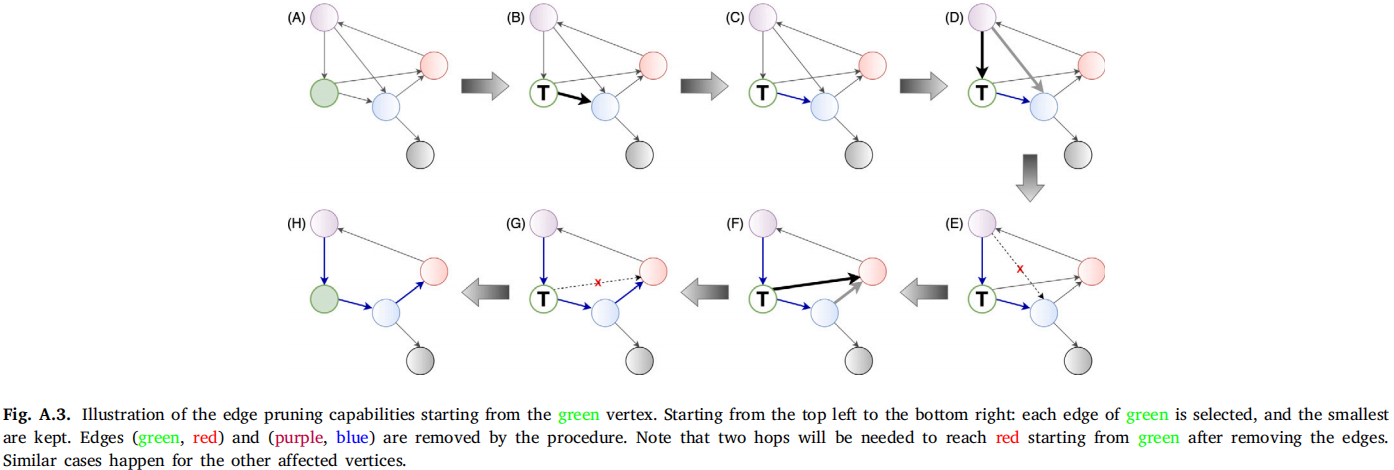 (A)
(B)
T
(C)
T
(D)
T
(H)
(G)
x
T
(F)
T
(E)
x
T
Fig. A.3. Illustration of the edge pruning capabilities starting from the green vertex. Starting from the top left to the bottom right: each edge of green is selected, and the smallest
are kept. Edges (green, red) and (purple, blue) are removed by the procedure. Note that two hops will be needed to reach red starting from green after removing the edges.
Similar cases happen for the other affected vertices.